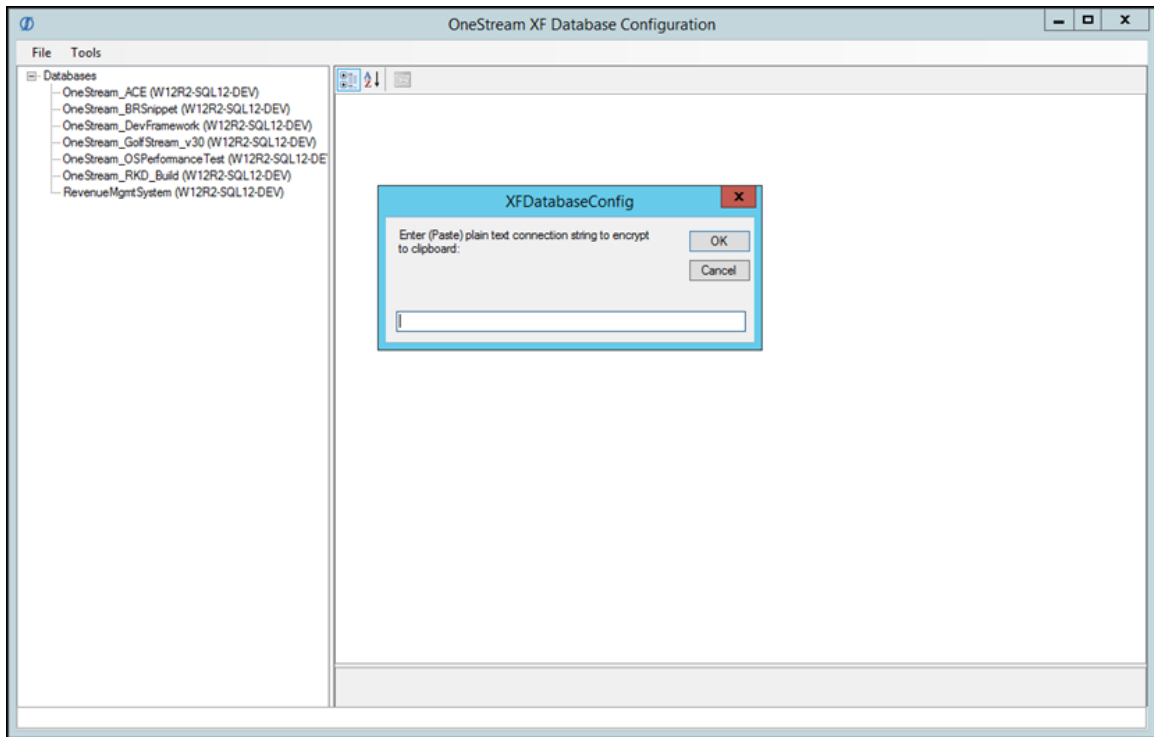 OneStream XF Database Configuration
File Tools
Databases
OneStream_ACE (W12R2-SQL12-DEV)
OneStream_BRSnippet (W12R2-SQL12-DEV)
OneStream_DevFramework (W12R2-SQL12-DEV)
OneStream_GolfStream_v30 (W12R2-SQL12-DEV)
OneStream_OSPerformanceTest (W12R2-SQL12-DE
OneStream_RKD_Build (W12R2-SQL12-DEV)
RevenueMgmtSystem (W12R2-SQL12-DEV)
XFDatabaseConfig
Enter (Paste) plain text connection string to encrypt
to clipboard:
OK
Cancel